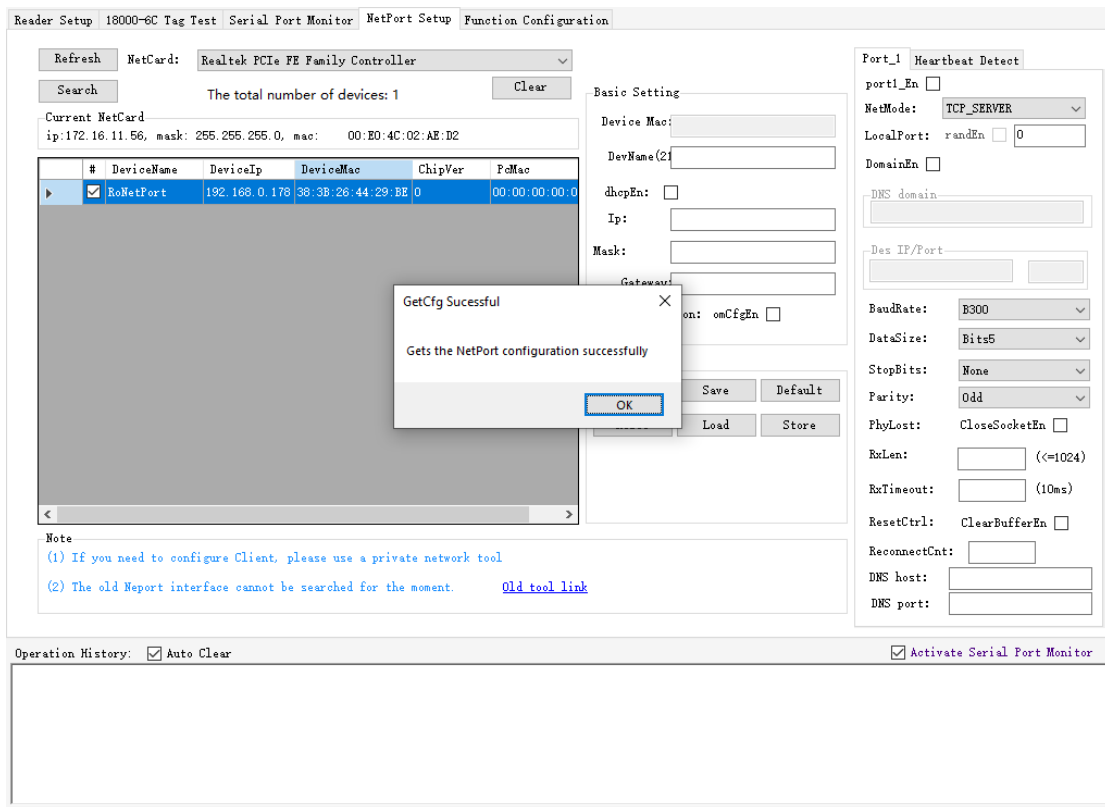 Reader Setup 18000-6C Tag Test Serial Port Monitor NetPort Setup Function Configuration
Refresh NetCard: Realtek PCIe FE Family Controller
Search The total number of devices: 1 Clear
Current NetCard
ip:172.16.11.56, mask: 255.255.255.0, mac: 00:E0:4C:02:AE:D2
# DeviceName DeviceIp DeviceMac ChipVer PcMac
RoNetPort 192.168.0.178 38:3B:26:44:29:BE 0 00:00:00:00:0
Basic Setting
Device Mac:
DevName(21
dhcpEn:
Ip:
Mask:
Gateway:
on: omCfgEn
Save Default
Load Store
GetCfg Sucessful
Gets the NetPort configuration successfully
OK
Note
(1) If you need to configure Client, please use a private network tool
(2) The old Neport interface cannot be searched for the moment. Old tool link
Port_1 Heartbeat Detect
port1_En
NetMode: TCP_SERVER
LocalPort: randEn 0
DomainEn
DNS domain
Des IP/Port
BaudRate: B300
DataSize: Bits5
StopBits: None
Parity: Odd
PhyLost: CloseSocketEn
RxLen: (<=1024)
RxTimeout: (10ms)
ResetCtrl: ClearBufferEn
ReconnectCnt:
DNS host:
DNS port:
Operation History: Auto Clear
Activate Serial Port Monitor